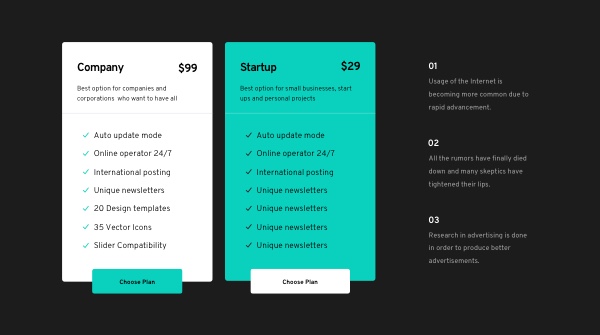 Company $99
Best option for companies and
corporations who want to have all
Auto update mode
Online operator 24/7
International posting
Unique newsletters
20 Design templates
35 Vector Icons
Slider Compatibility
Choose Plan
Startup $29
Best option for small businesses, start
ups and personal projects
Auto update mode
Online operator 24/7
International posting
Unique newsletters
Unique newsletters
Unique newsletters
Unique newsletters
Choose Plan
01
Usage of the Internet is
becoming more common due to
rapid advancement.
02
All the rumors have finally died
down and many skeptics have
tightened their lips.
03
Research in advertising is done
in order to produce better
advertisements.